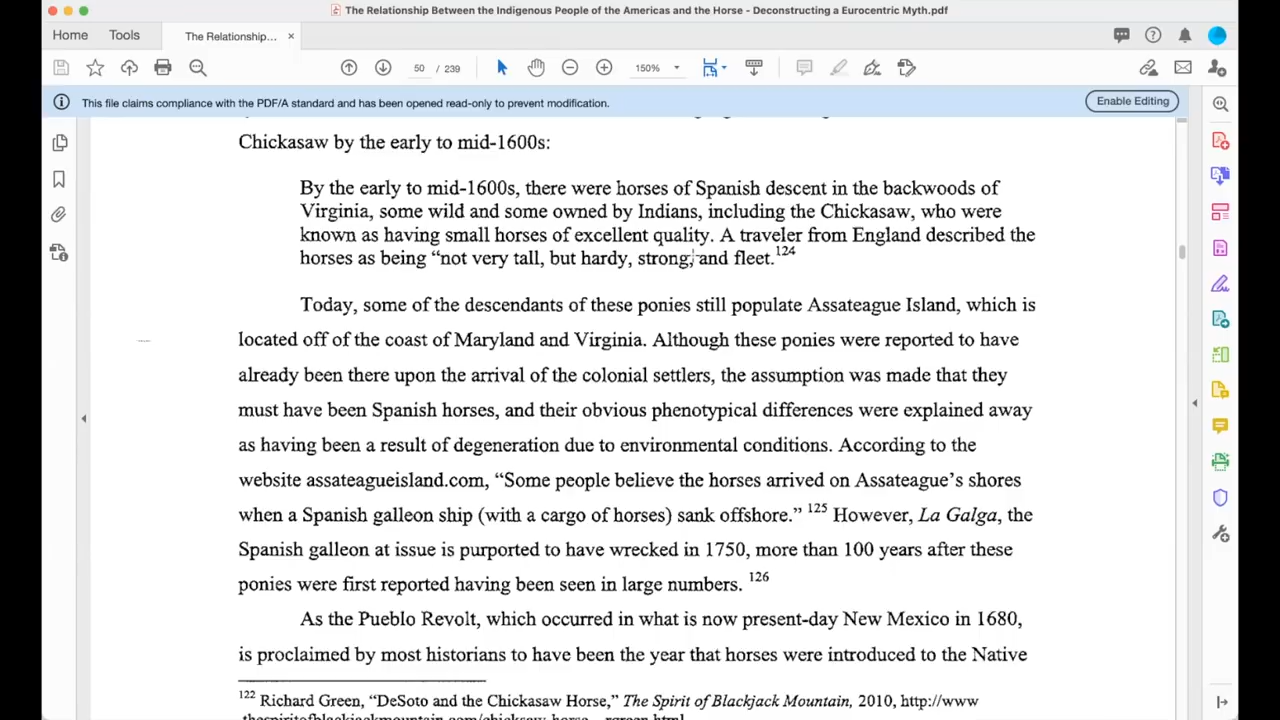 The Relationship Between the Indigenous People of the Americas and the Horse - Deconstructing a Eurocentric Myth.pdf
Home Tools The Relationship... ×
50 / 239 150%
This file claims compliance with the PDF/A standard and has been opened read-only to prevent modification. Enable Editing
Chickasaw by the early to mid-1600s:
By the early to mid-1600s, there were horses of Spanish descent in the backwoods of
Virginia, some wild and some owned by Indians, including the Chickasaw, who were
known as having small horses of excellent quality. A traveler from England described the
horses as being “not very tall, but hardy, strong, and fleet.124
Today, some of the descendants of these ponies still populate Assateague Island, which is
located off of the coast of Maryland and Virginia. Although these ponies were reported to have
already been there upon the arrival of the colonial settlers, the assumption was made that they
must have been Spanish horses, and their obvious phenotypical differences were explained away
as having been a result of degeneration due to environmental conditions. According to the
website assateagueisland.com, “Some people believe the horses arrived on Assateague’s shores
when a Spanish galleon ship (with a cargo of horses) sank offshore.” 125 However, La Galga, the
Spanish galleon at issue is purported to have wrecked in 1750, more than 100 years after these
ponies were first reported having been seen in large numbers. 126
As the Pueblo Revolt, which occurred in what is now present-day New Mexico in 1680,
is proclaimed by most historians to have been the year that horses were introduced to the Native
122 Richard Green, “DeSoto and the Chickasaw Horse,” The Spirit of Blackjack Mountain, 2010, http://www